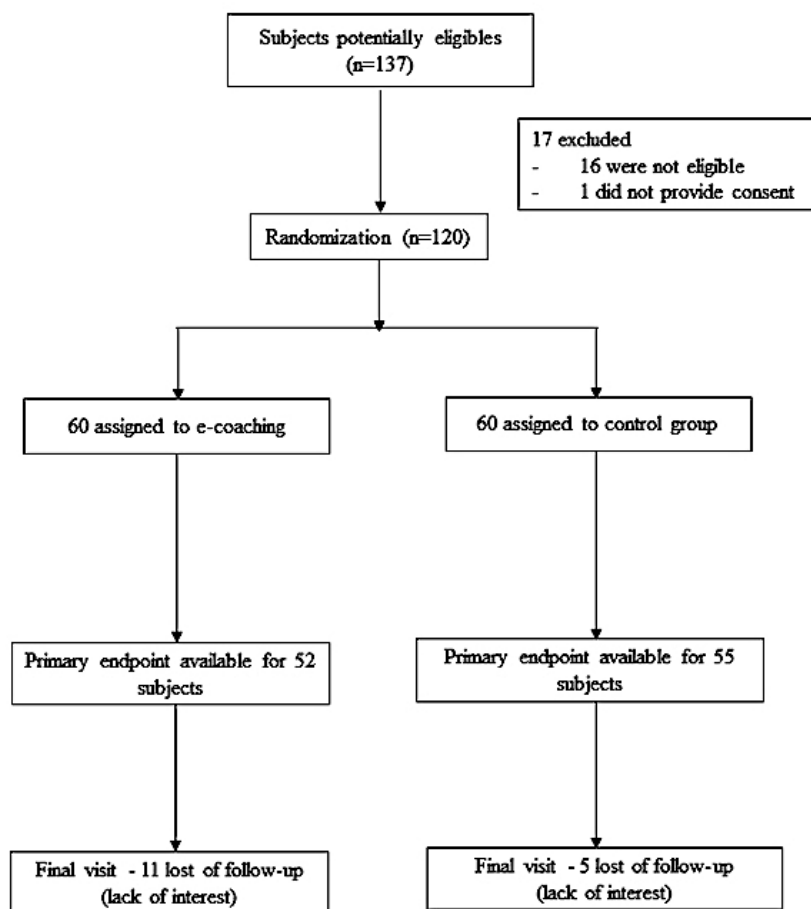 Subjects potentially eligibles
(n=137)
17 excluded
- 16 were not eligible
- 1 did not provide consent
Randomization (n=120)
60 assigned to e-coaching
60 assigned to control group
Primary endpoint available for 52
subjects
Primary endpoint available for 55
subjects
Final visit - 11 lost of follow-up
(lack of interest)
Final visit - 5 lost of follow-up
(lack of interest)